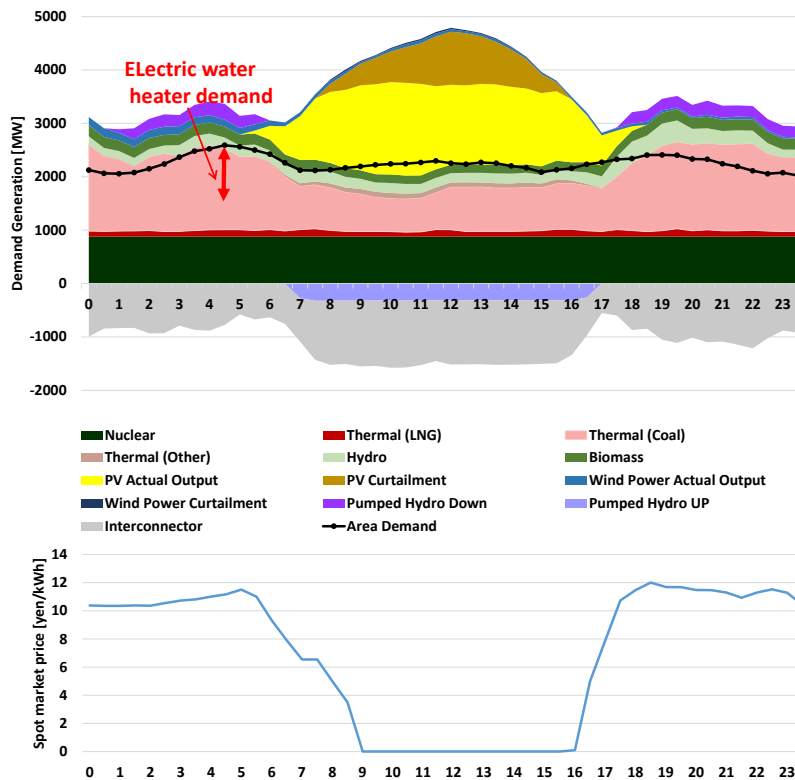 Demand Generation [MW]
5000
4000
3000
2000
1000
0
-1000
-2000
ELectric water
heater demand
0 1 2 3 4 5 6 7 8 9 10 11 12 13 14 15 16 17 18 19 20 21 22 23
Nuclear Thermal (LNG) Thermal (Coal)
Thermal (Other) Hydro Biomass
PV Actual Output PV Curtailment Wind Power Actual Output
Wind Power Curtailment Pumped Hydro Down Pumped Hydro UP
Interconnector Area Demand
Spot market price [yen/kWh]
14
12
10
8
6
4
2
0
0 1 2 3 4 5 6 7 8 9 10 11 12 13 14 15 16 17 18 19 20 21 22 23